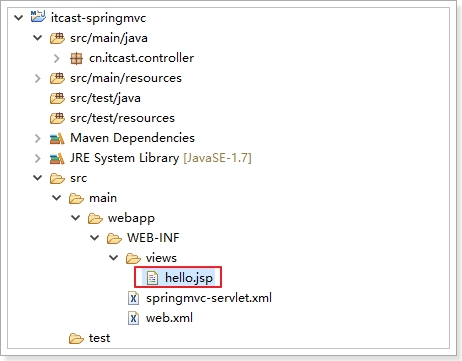 itcast-springmvc
src/main/java
cn.itcast.controller
src/main/resources
src/test/java
src/test/resources
Maven Dependencies
JRE System Library [JavaSE-1.7]
src
main
webapp
WEB-INF
views
hello.jsp
springmvc-servlet.xml
web.xml
test